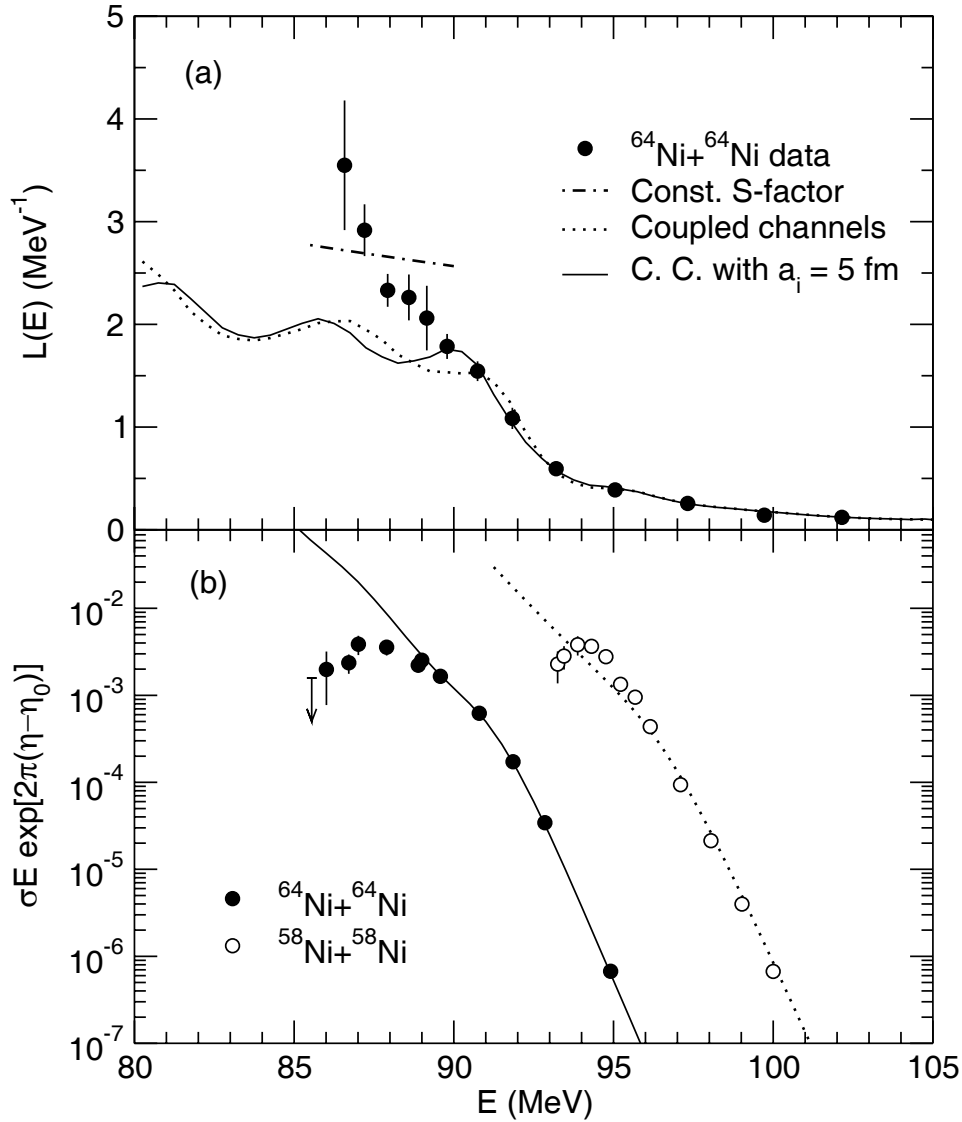 5
(a)
4
⁶⁴Ni+⁶⁴Ni data
Const. S-factor
3
Coupled channels
C. C. with aᵢ = 5 fm
L(E) (MeV⁻¹)
2
1
0
(b)
10⁻²
10⁻³
10⁻⁴
σE exp[2π(η−η₀)]
10⁻⁵
⁶⁴Ni+⁶⁴Ni
⁵⁸Ni+⁵⁸Ni
10⁻⁶
10⁻⁷
80 85 90 95 100 105
E (MeV)